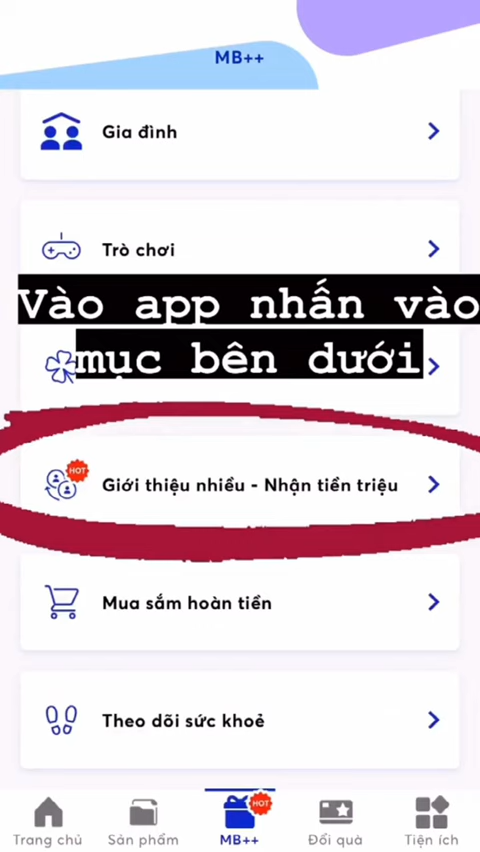 MB++
Gia đình
Trò chơi
Vào app nhấn vào
mục bên dưới
HOT
Giới thiệu nhiều - Nhận tiền triệu
Mua sắm hoàn tiền
Theo dõi sức khoẻ
HOT
Trang chủ
Sản phẩm
MB++
Đổi quà
Tiện ích